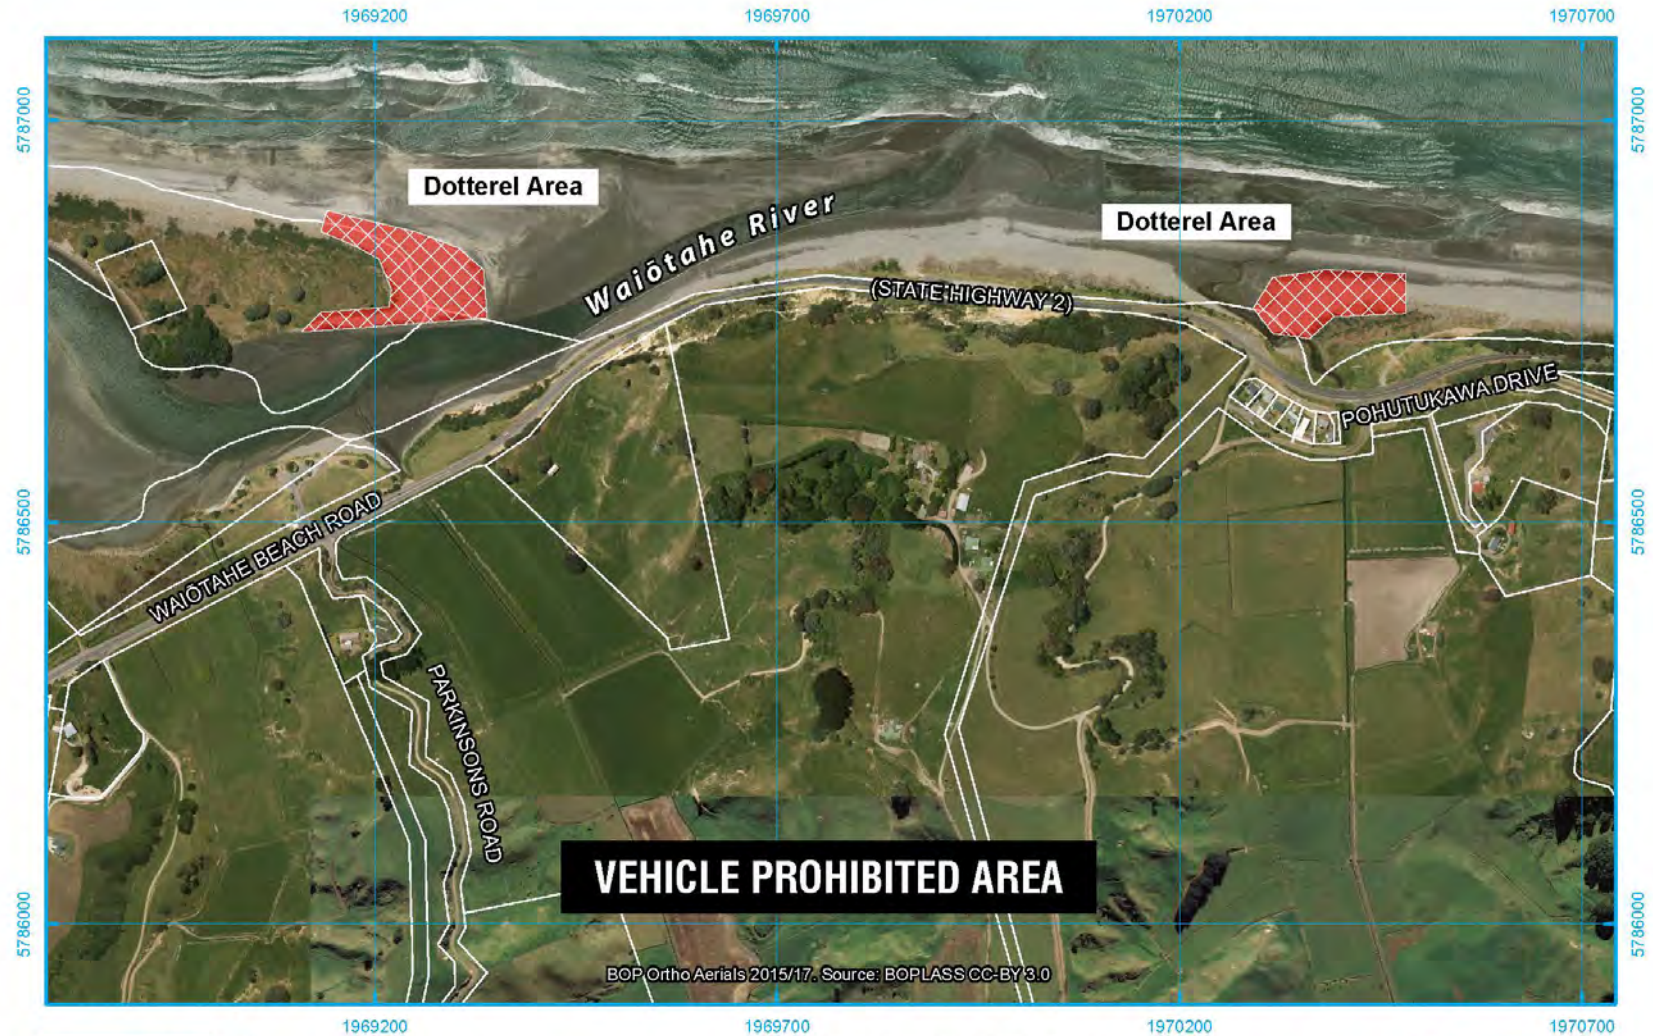 1969200 1969700 1970200 1970700
5787000
5787000
Dotterel Area
Dotterel Area
Waiōtahe River
(STATE HIGHWAY 2)
POHUTUKAWA DRIVE
5786500
5786500
WAIŌTAHE BEACH ROAD
PARKINSONS ROAD
VEHICLE PROHIBITED AREA
5786000
5786000
BOP Ortho Aerials 2015/17. Source: BOPLASS CC-BY 3.0
1969200 1969700 1970200 1970700